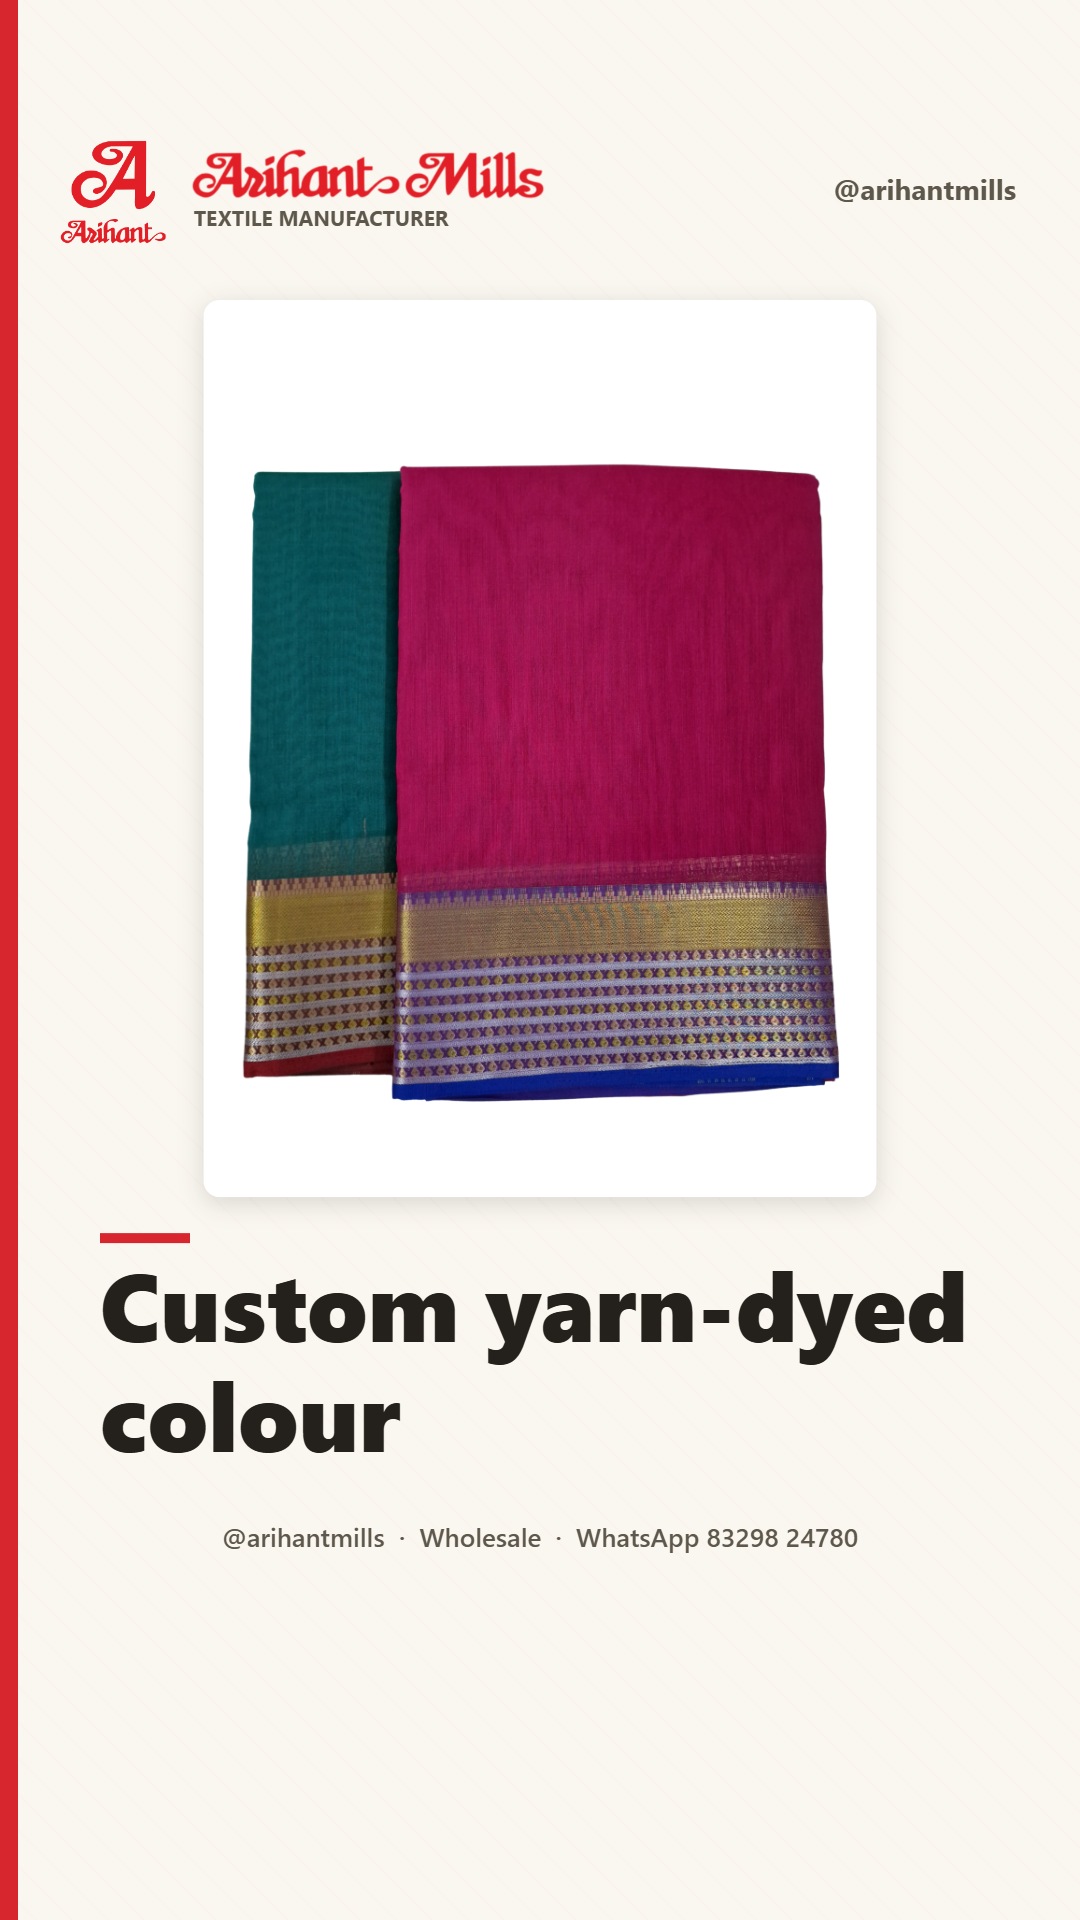 A
Arihant
Arihant Mills
TEXTILE MANUFACTURER
@arihantmills
Custom yarn-dyed
colour
@arihantmills · Wholesale · WhatsApp 83298 24780